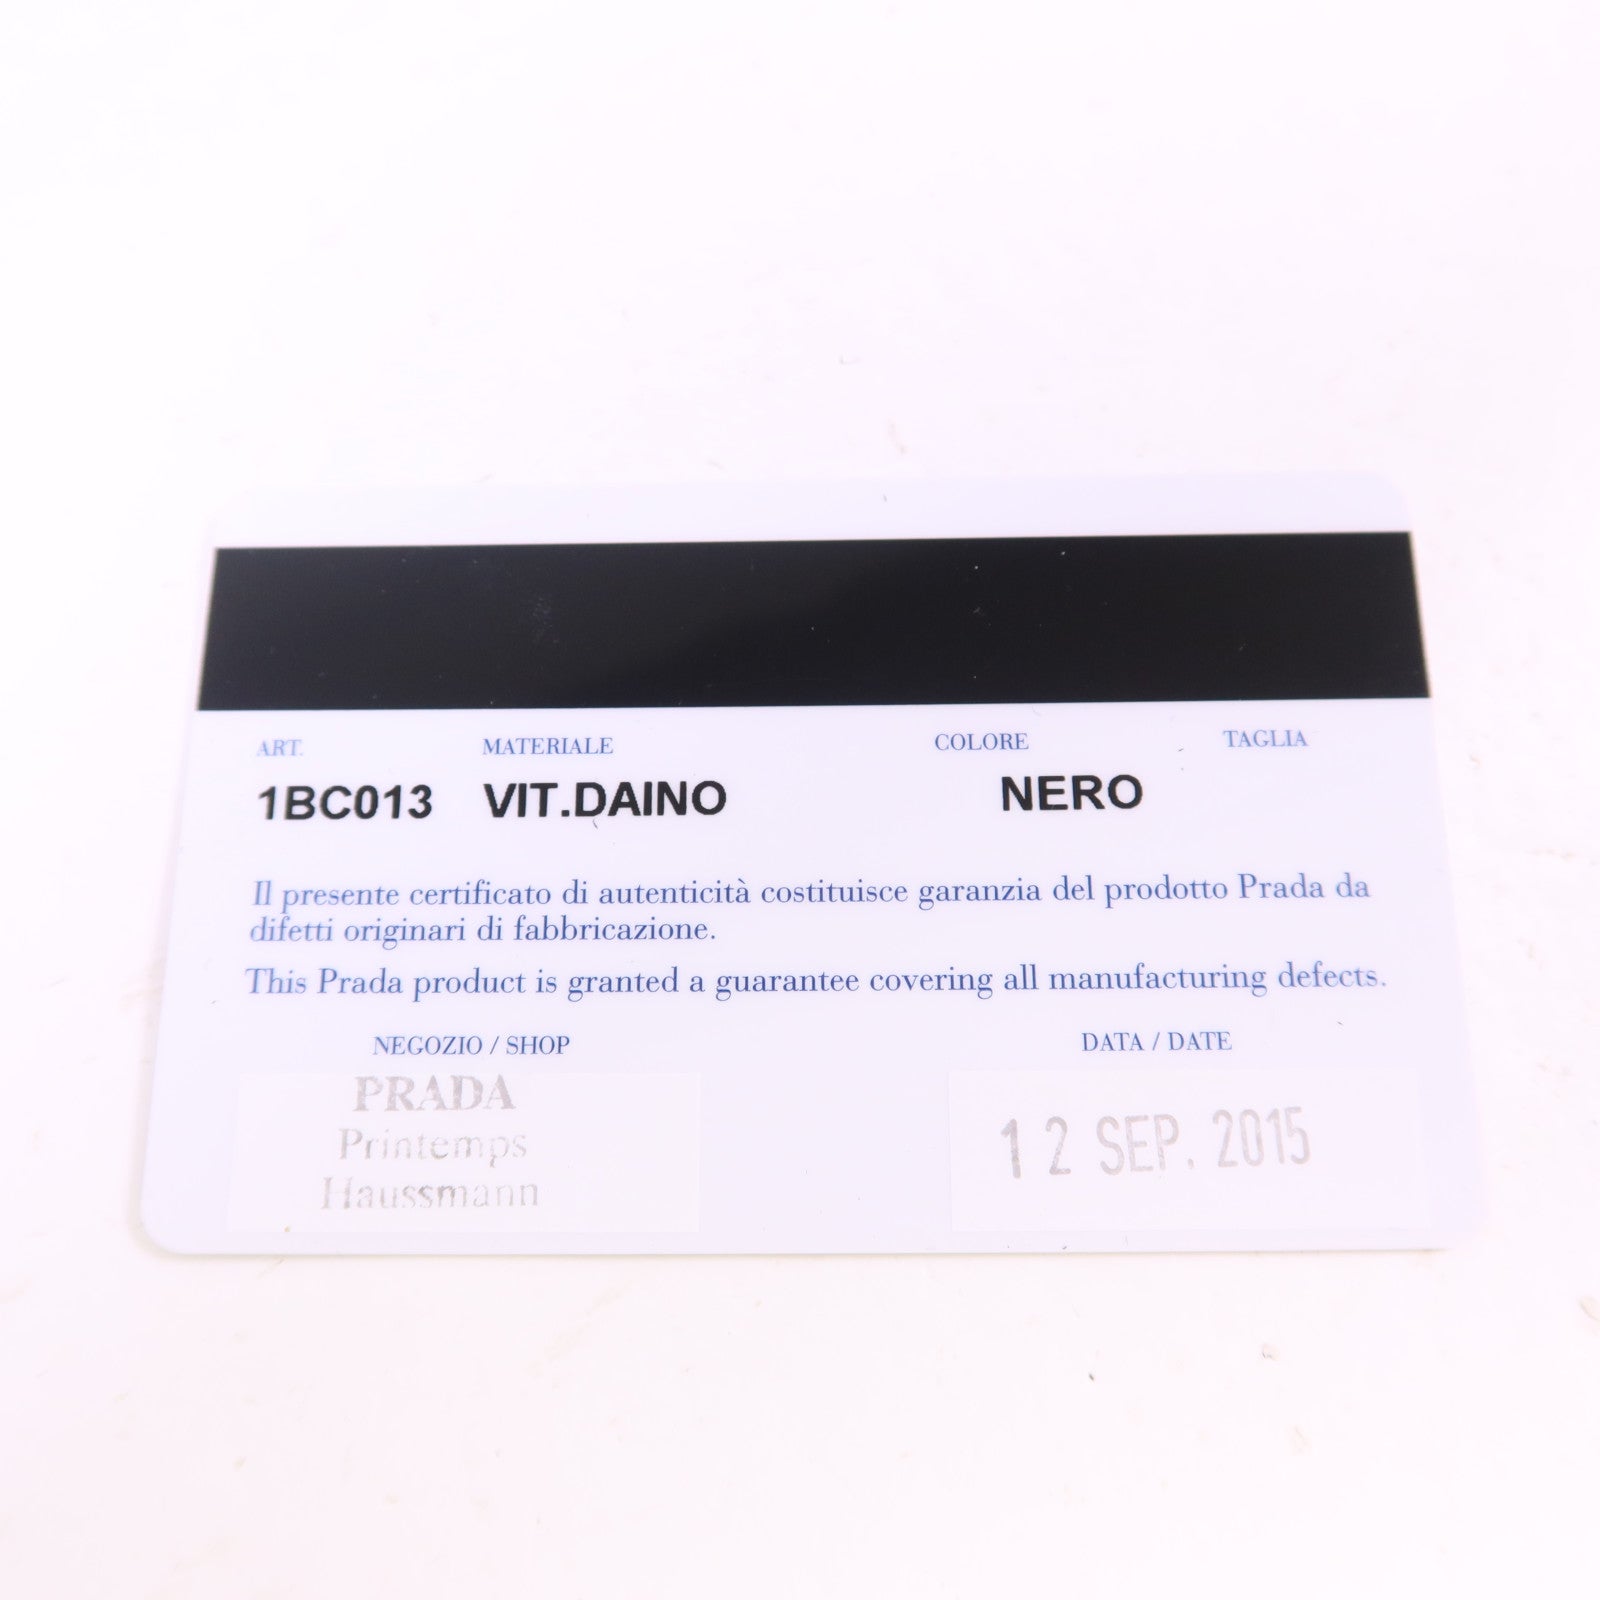 ART. MATERIALE COLORE TAGLIA
1BC013 VIT.DAINO NERO
Il presente certificato di autenticità costituisce garanzia del prodotto Prada da
difetti originari di fabbricazione.
This Prada product is granted a guarantee covering all manufacturing defects.
NEGOZIO / SHOP DATA / DATE
PRADA
Printemps
Haussmann
12 SEP. 2015